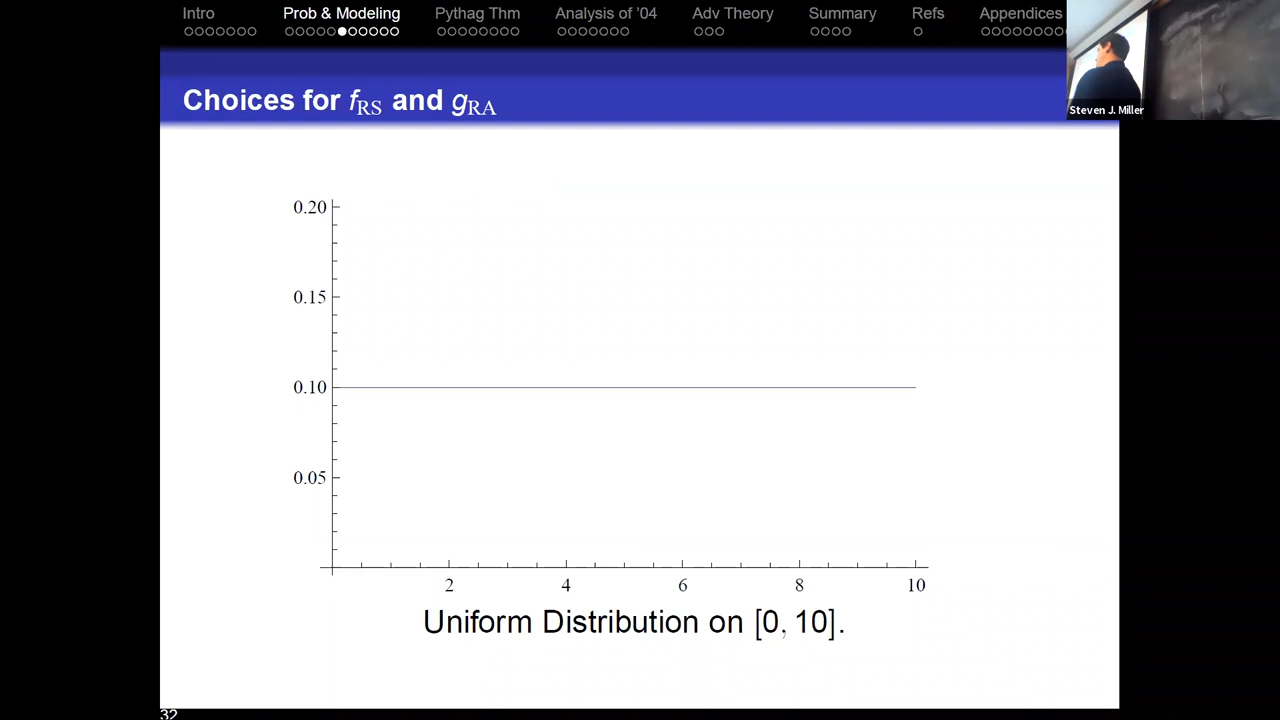 Intro Prob & Modeling Pythag Thm Analysis of '04 Adv Theory Summary Refs Appendices
Steven J. Miller
Choices for fRS and gRA
0.20
0.15
0.10
0.05
2 4 6 8 10
Uniform Distribution on [0, 10].
32